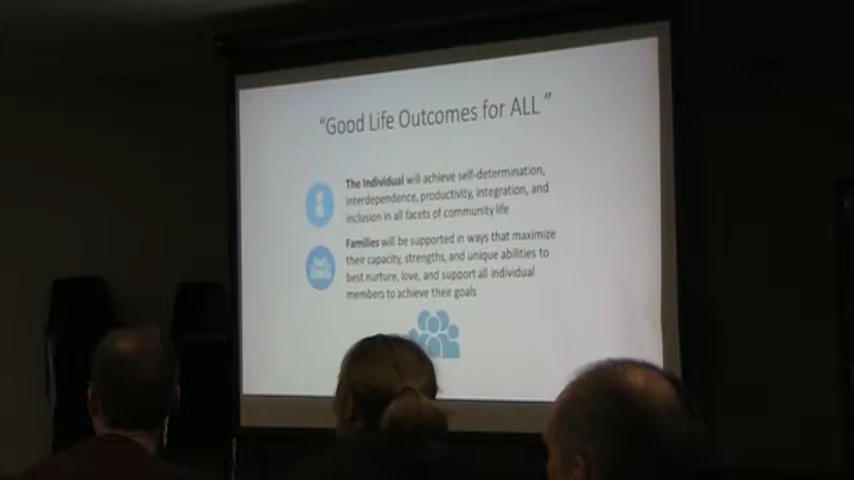 “Good Life Outcomes for ALL ”
The Individual will achieve self-determination,
interdependence, productivity, integration, and
inclusion in all facets of community life
Families will be supported in ways that maximize
their capacity, strengths, and unique abilities to
best nurture, love, and support all individual
members to achieve their goals